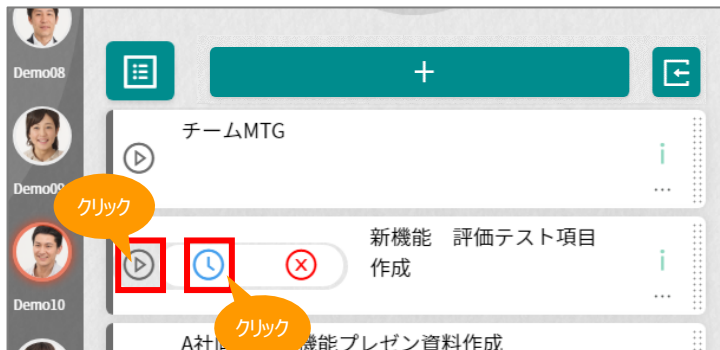 Demo08
+
チームMTG
i
...
Demo09
クリック
新機能　評価テスト項目
作成
i
...
Demo10
クリック
A社
機能プレゼン資料作成